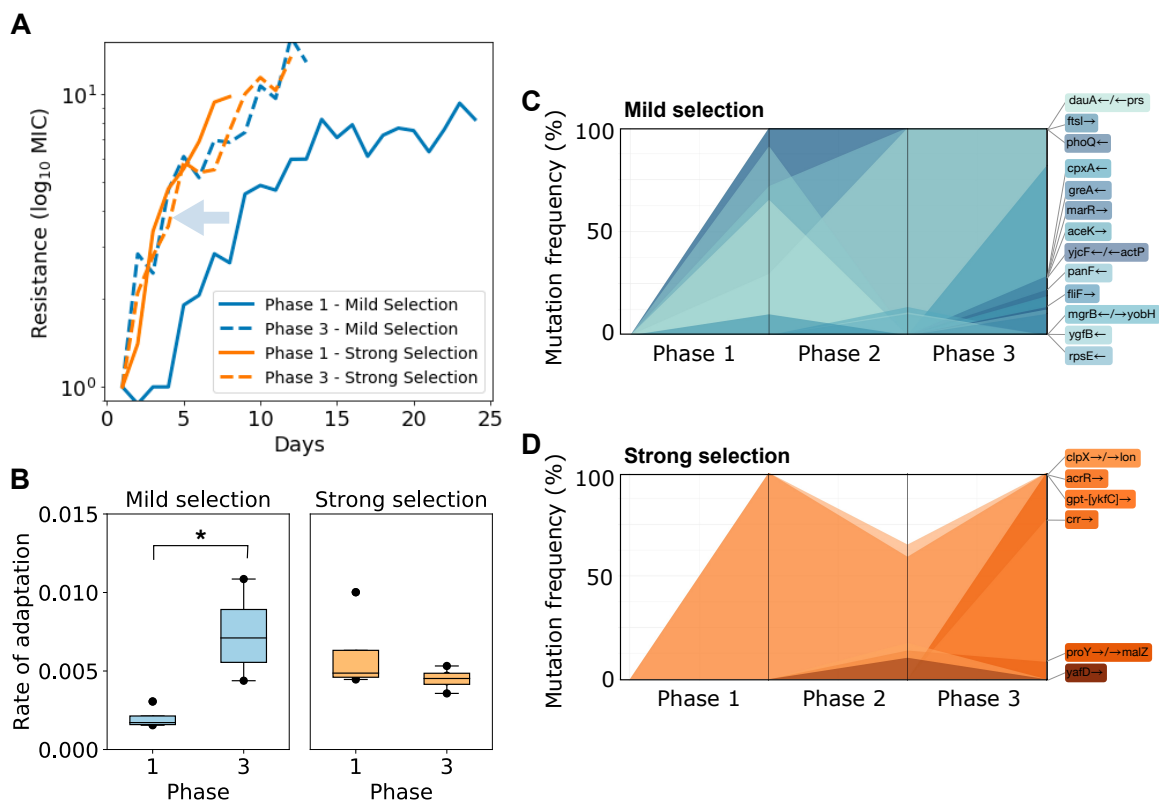 A
Resistance (log10 MIC)
10¹
10⁰
0 5 10 15 20 25
Days
Phase 1 - Mild Selection
Phase 3 - Mild Selection
Phase 1 - Strong Selection
Phase 3 - Strong Selection
B
Mild selection Strong selection
Rate of adaptation
0.015
0.010
0.005
0.000
*
1 3 1 3
Phase Phase
C
Mild selection
Mutation frequency (%)
100
50
0
Phase 1 Phase 2 Phase 3
dauA←/←prs
ftsI→
phoQ←
cpxA←
greA←
marR→
aceK→
yjcF←/←actP
panF←
fliF→
mgrB←/→yobH
ygfB←
rpsE←
D
Strong selection
Mutation frequency (%)
100
50
0
Phase 1 Phase 2 Phase 3
clpX→/→lon
acrR→
gpt-[ykfC]→
crr→
proY→/→malZ
yafD→